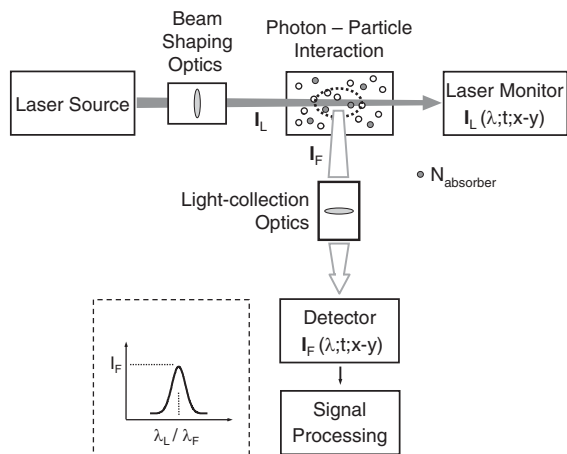 Beam
Shaping
Optics
Photon – Particle
Interaction
Laser Source
I_L
Laser Monitor
I_L (λ;t;x-y)
I_F
N_absorber
Light-collection
Optics
Detector
I_F (λ;t;x-y)
Signal
Processing
I_F
λ_L / λ_F